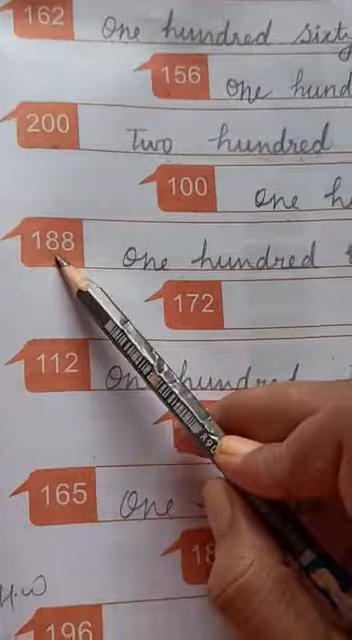 162 One hundred sixty
156 One hund
200 Two hundred
100 One h
188 One hundred
172
112 One hundred
165 One
H.W
196